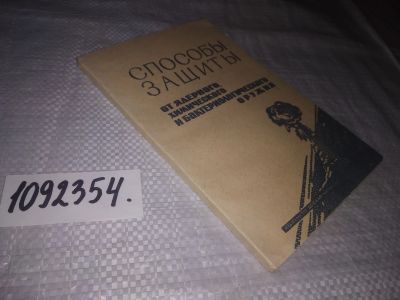 СПОСОБЫ
ЗАЩИТЫ
ОТ ЯДЕРНОГО,
ХИМИЧЕСКОГО
И БАКТЕРИОЛОГИЧЕСКОГО
ОРУЖИЯ
1092354.